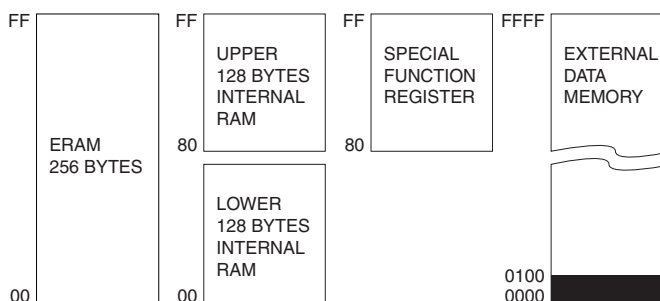 FF
ERAM
256 BYTES
00
FF
UPPER
128 BYTES
INTERNAL
RAM
80
LOWER
128 BYTES
INTERNAL
RAM
00
FF
SPECIAL
FUNCTION
REGISTER
80
FFFF
EXTERNAL
DATA
MEMORY
0100
0000